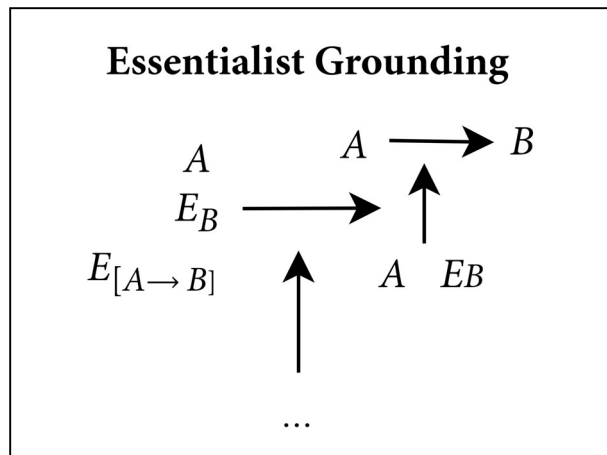 Essentialist Grounding
A A B
E_B
E_[A→ B] A EB
...